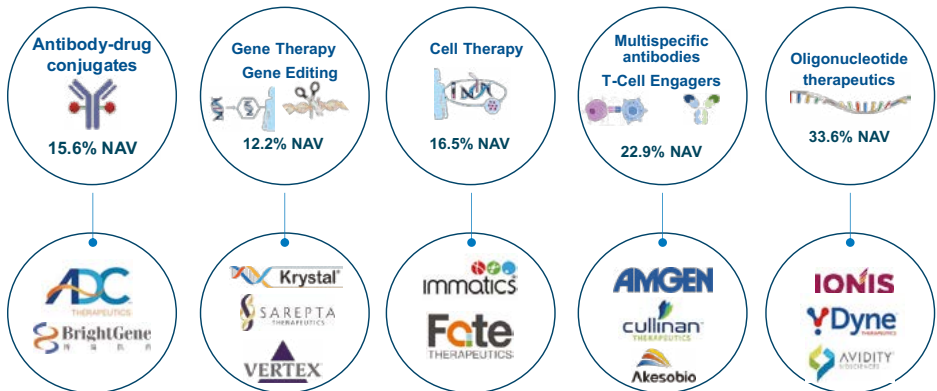 Antibody-drug
conjugates
15.6% NAV
Gene Therapy
Gene Editing
12.2% NAV
Cell Therapy
16.5% NAV
Multispecific
antibodies
T-Cell Engagers
22.9% NAV
Oligonucleotide
therapeutics
33.6% NAV
ADC
THERAPEUTICS
BrightGene
Krystal®
SAREPTA
THERAPEUTICS
VERTEX
immatics
Fate
THERAPEUTICS
AMGEN
cullinan
THERAPEUTICS
Akesobio
IONIS
Dyne
THERAPEUTICS
AVIDITY
BIOSCIENCES